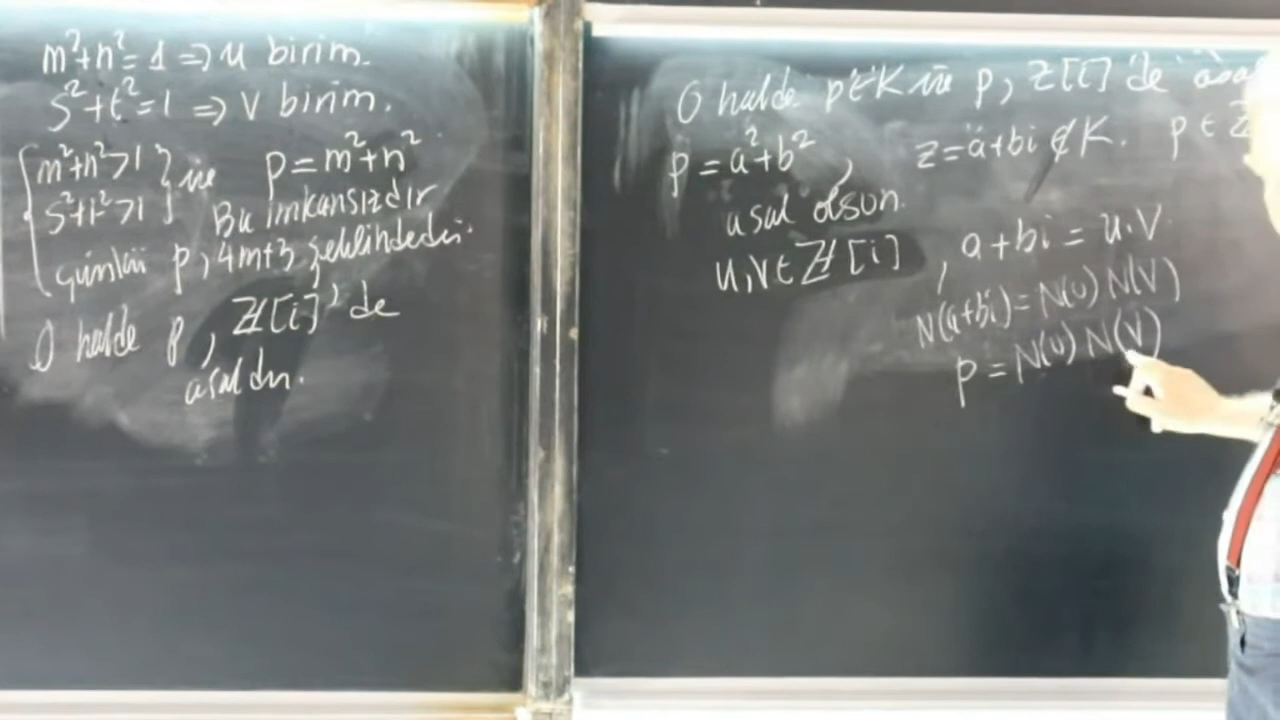 m²+n²=1 => u birim.
s²+t²=1 => v birim.
{ m²+n²>1
s²+t²>1 } ve p=m²+n²
Bu imkansızdır
çünkü p, 4m+3 şeklindedir.
O halde p, Z[i]'de
asaldır.
O halde p∈K ve p, Z[i]'de asa
p=a²+b², z=a+bi ∉ K. p∈Z
asal olsun.
u,v∈Z[i], a+bi=u.v
N(a+bi)=N(u)N(v)
p=N(u)N(v)